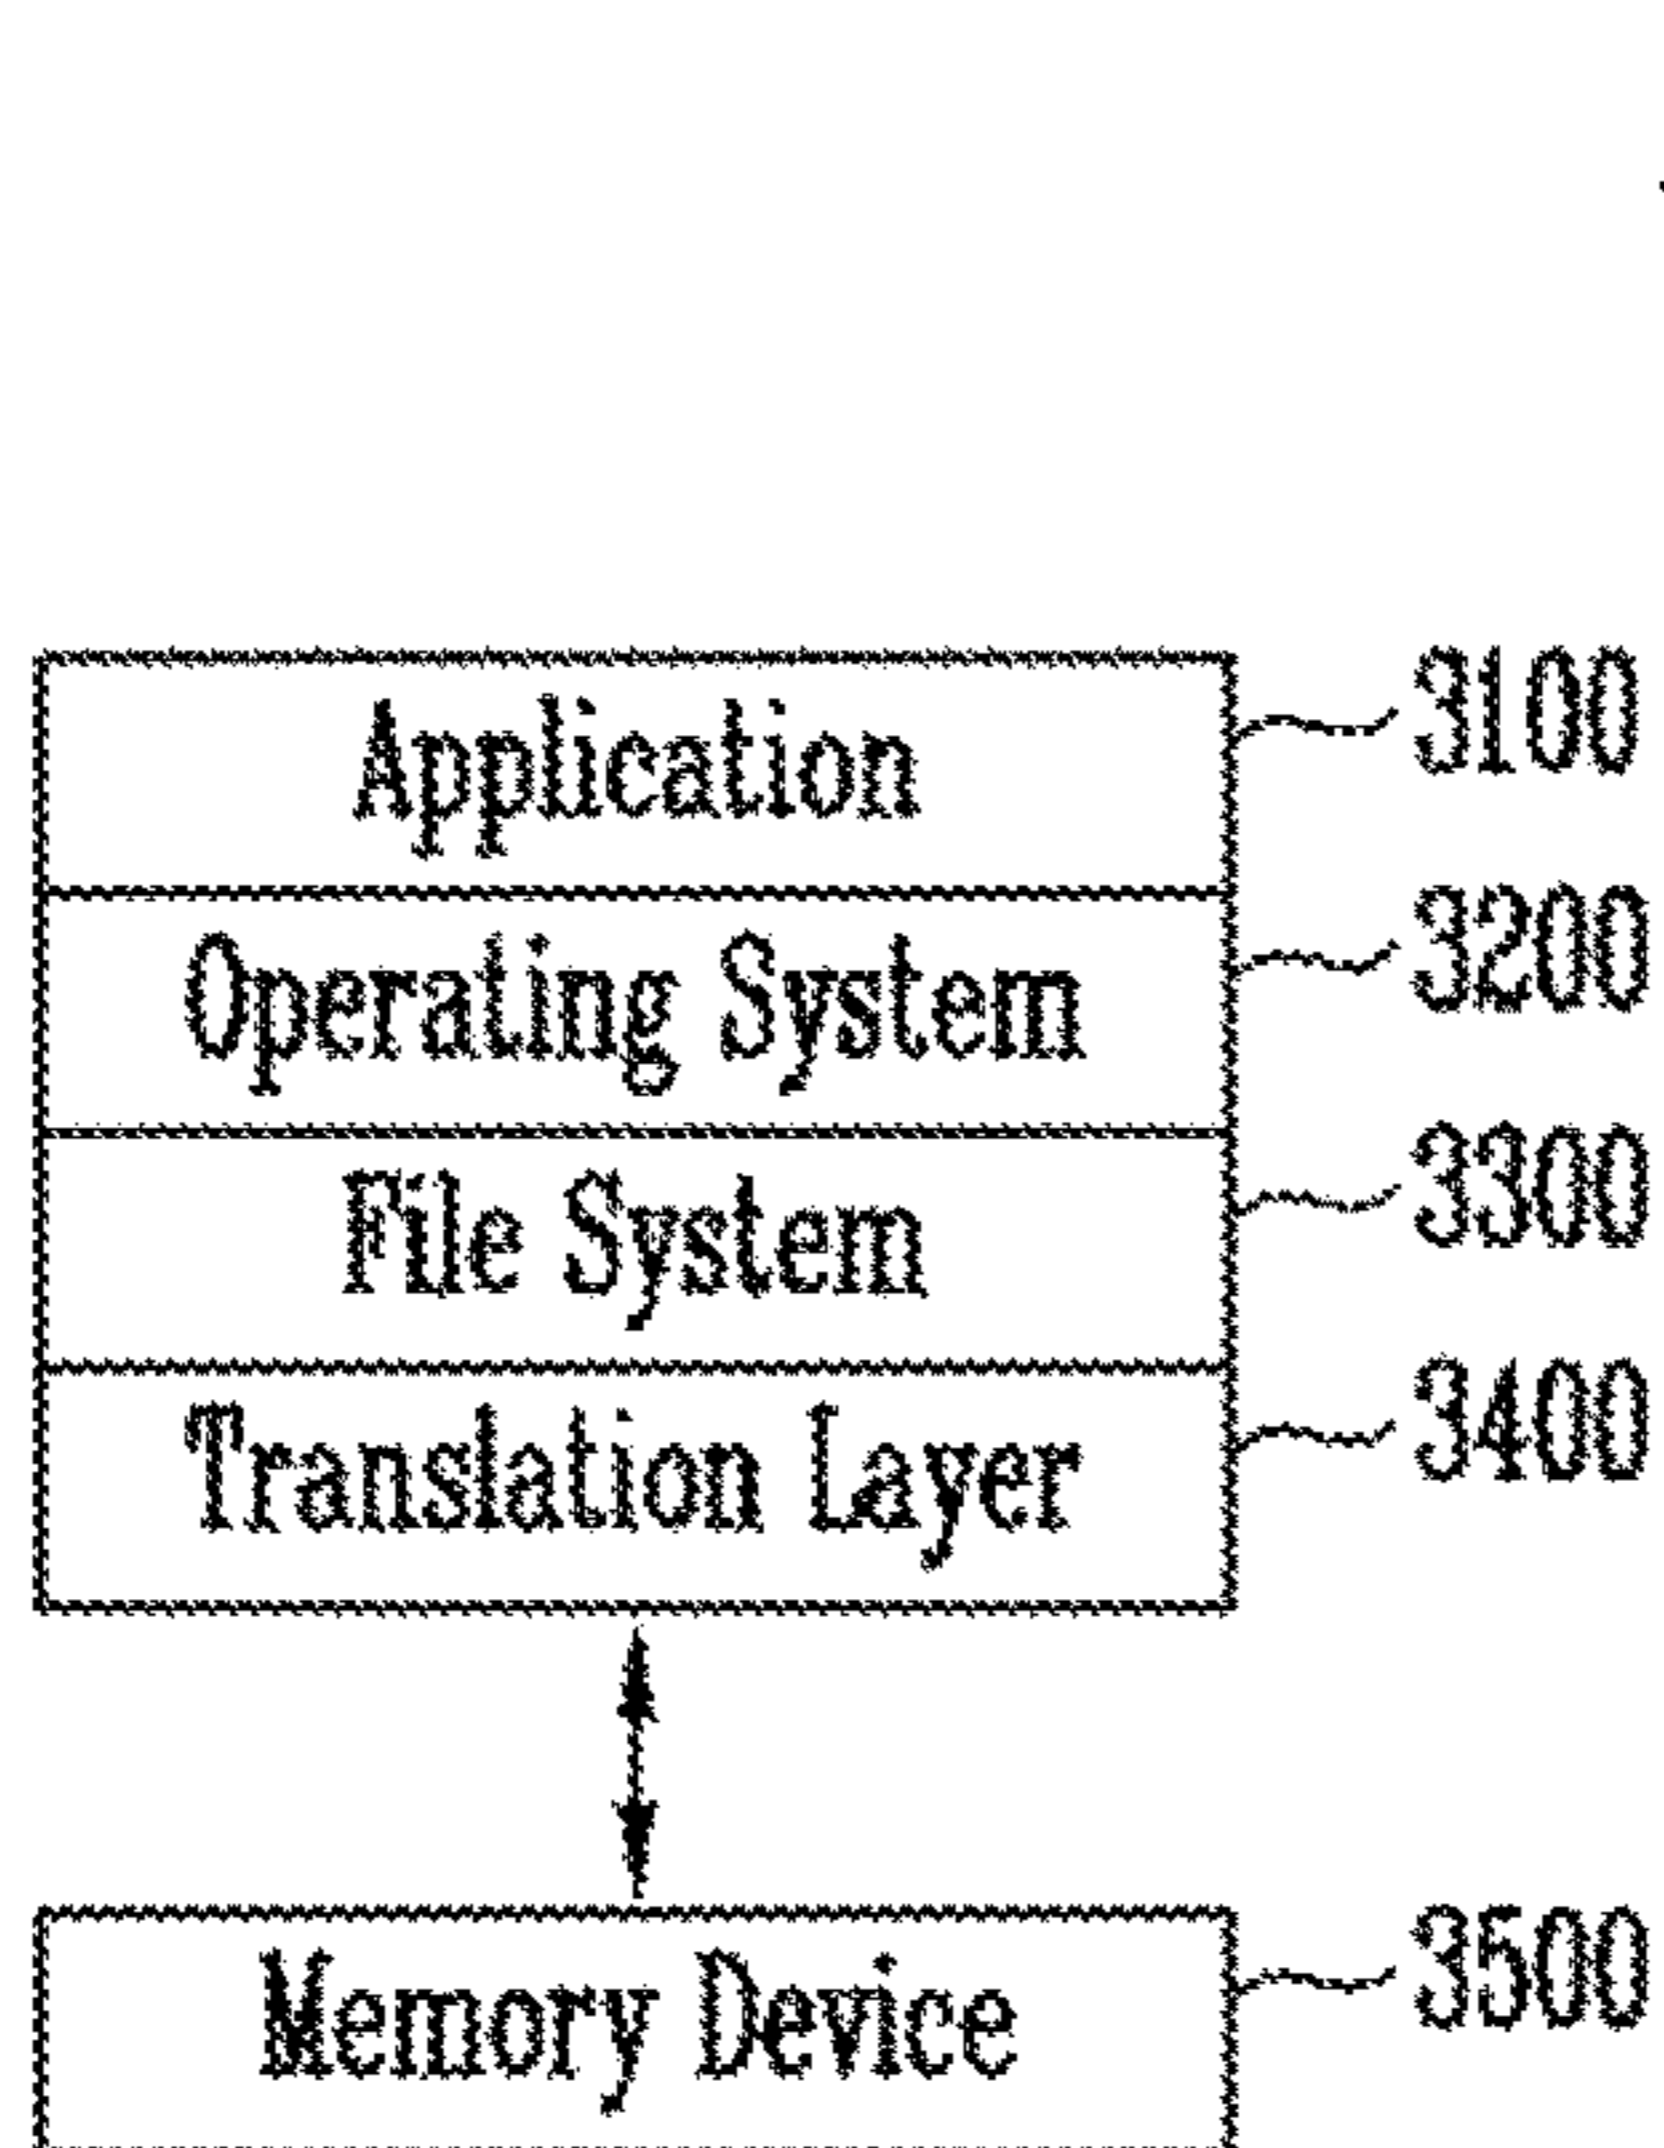 Application 3100
Operating System 3200
File System 3300
Translation Layer 3400
Memory Device 3500